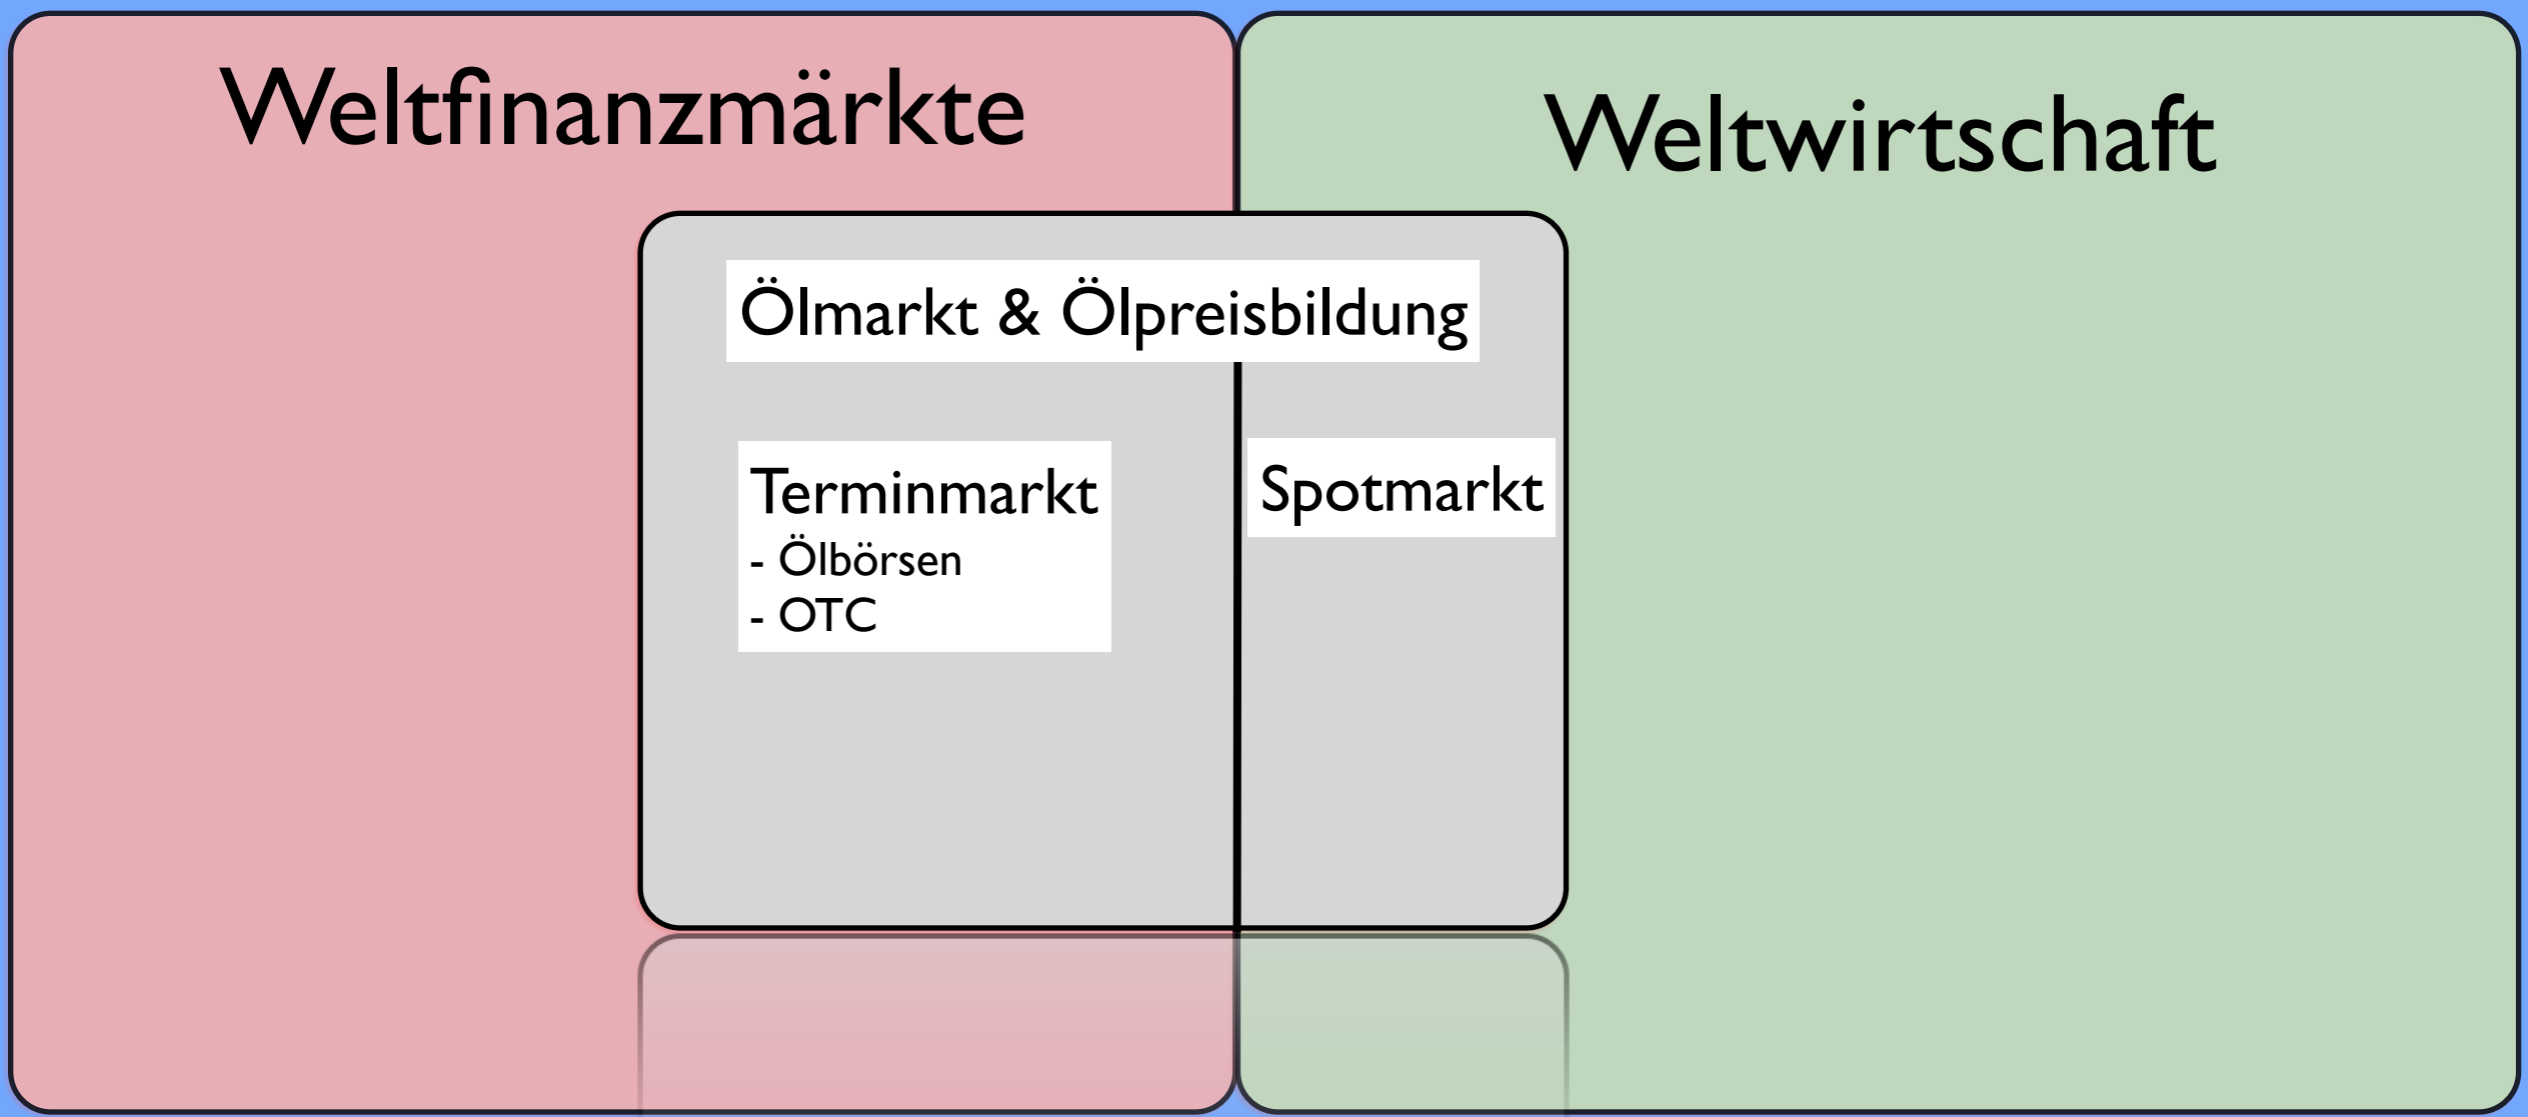 Weltfinanzmärkte
Weltwirtschaft
Ölmarkt & Ölpreisbildung
Terminmarkt
- Ölbörsen
- OTC
Spotmarkt